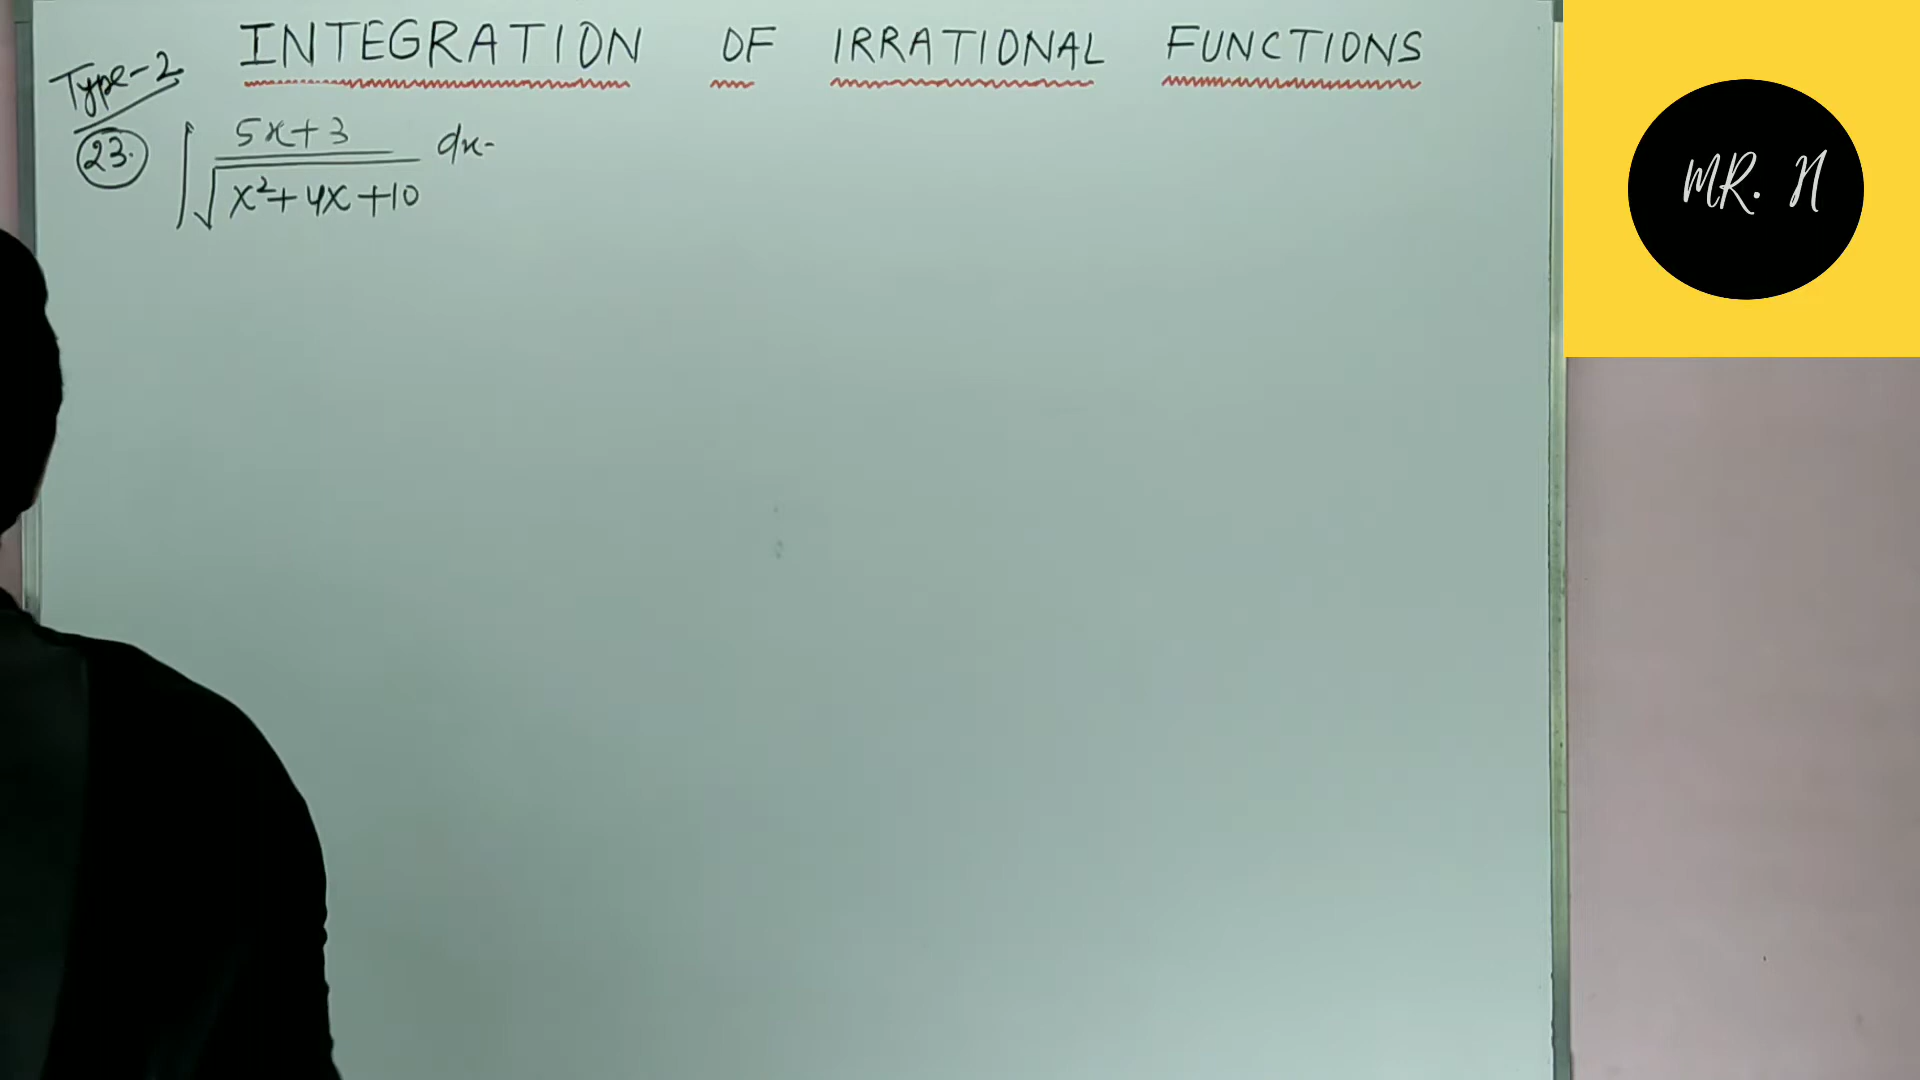 INTEGRATION OF IRRATIONAL FUNCTIONS
Type-2
23. ∫ 5x+3 / √(x²+4x+10) dx.
MR. N